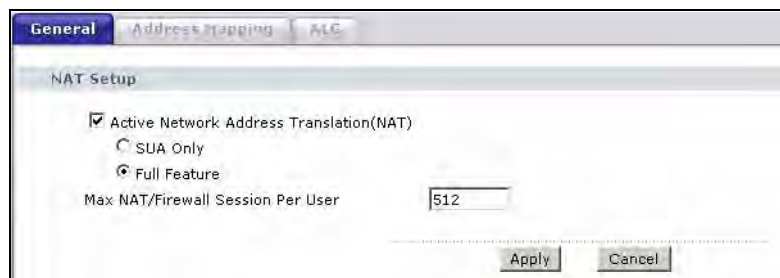 General Address Mapping ALG
NAT Setup
Active Network Address Translation(NAT)
SUA Only
Full Feature
Max NAT/Firewall Session Per User 512
Apply Cancel